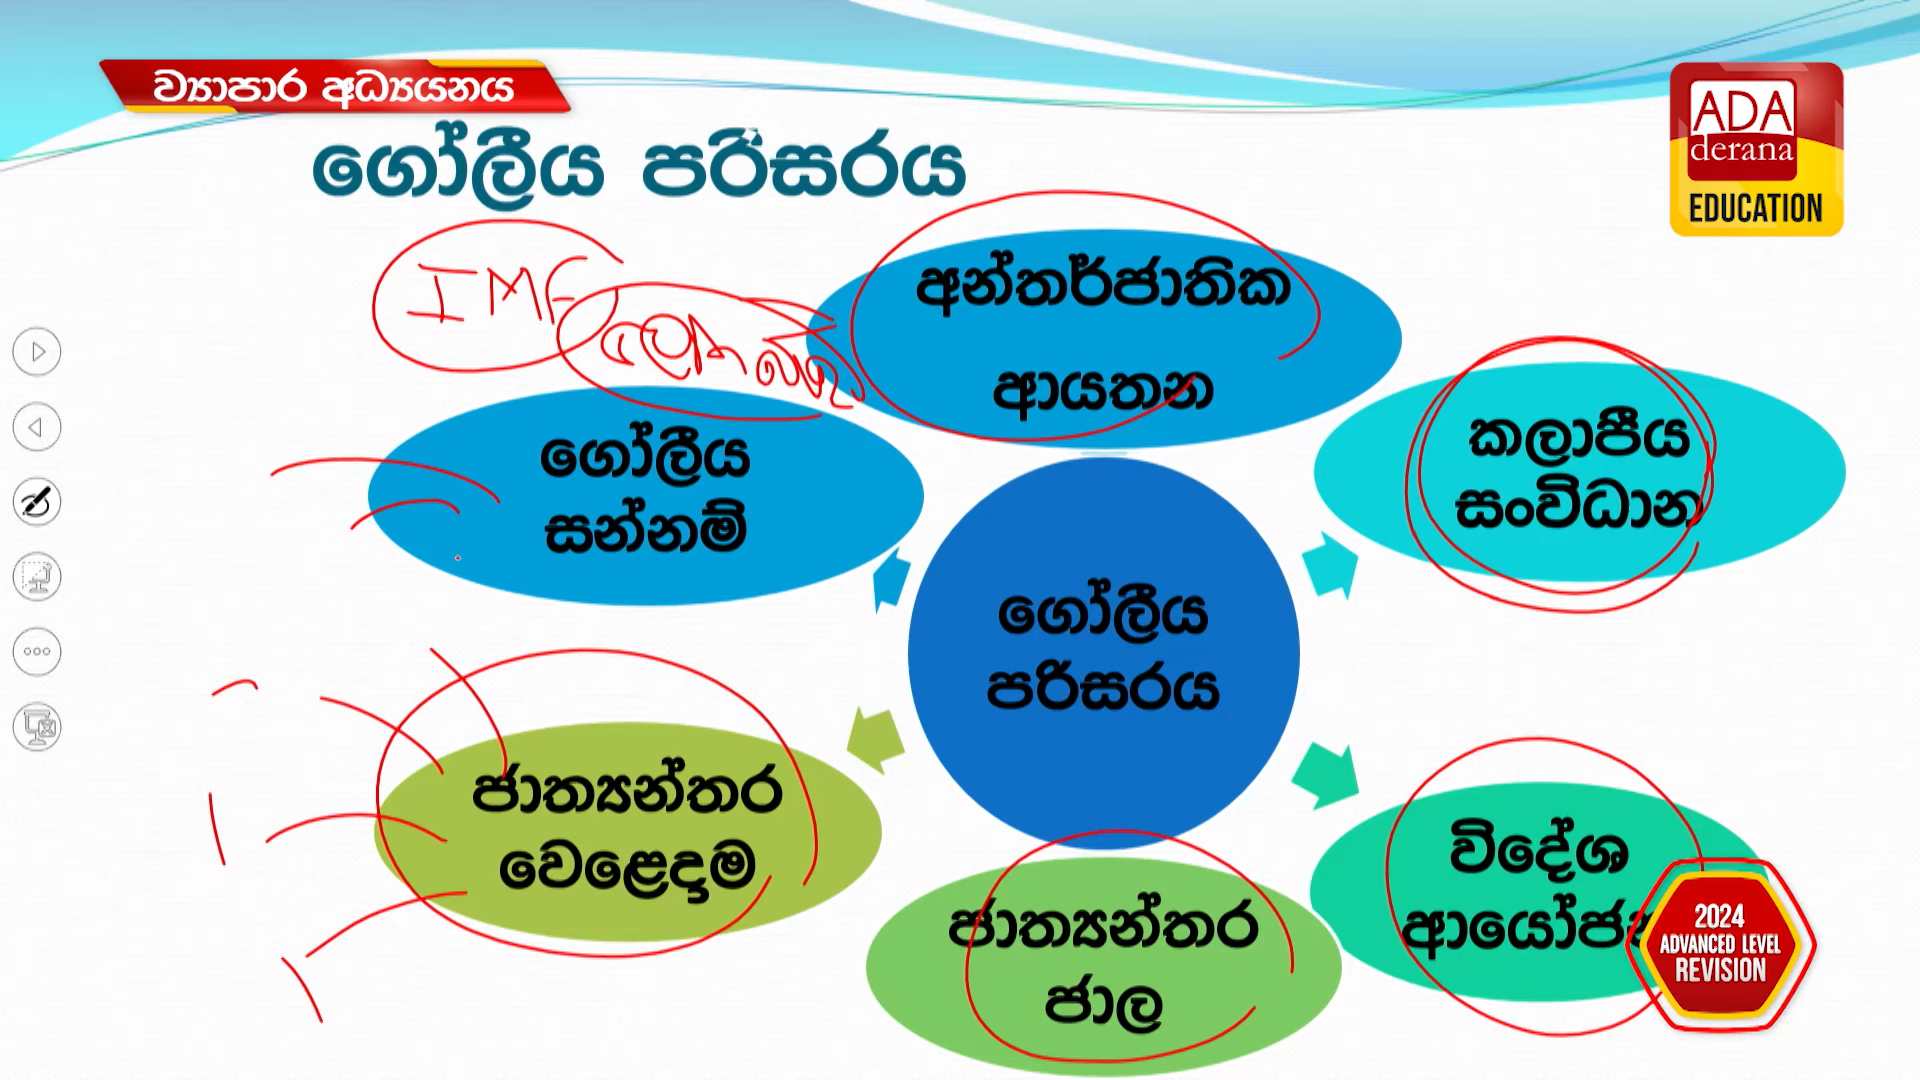 ව්‍යාපාර අධ්‍යයනය
ගෝලීය පරිසරය
ADA
derana
EDUCATION
IMF
ලෝක බැංකු
අන්තර්ජාතික
ආයතන
කලාපීය
සංවිධාන
ගෝලීය
සන්නම්
ගෝලීය
පරිසරය
ජාත්‍යන්තර
වෙළෙඳාම
ජාත්‍යන්තර
ජාල
විදේශ
2024
ADVANCED LEVEL
REVISION